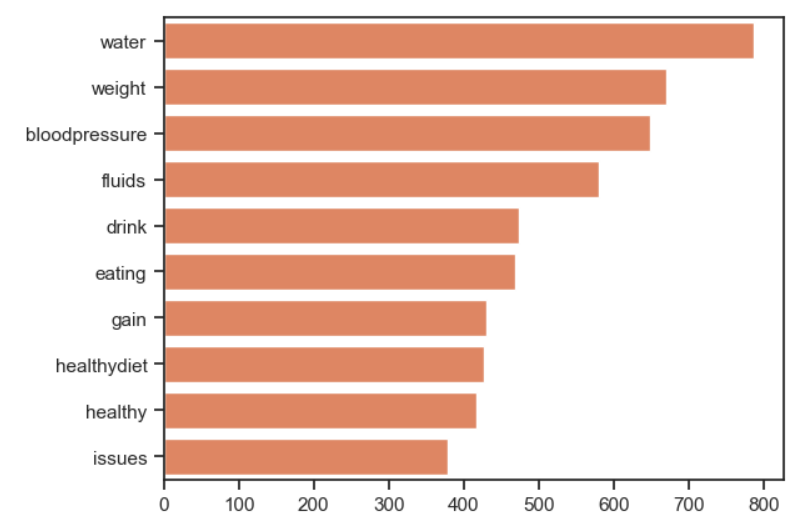 water
weight
bloodpressure
fluids
drink
eating
gain
healthydiet
healthy
issues
0 100 200 300 400 500 600 700 800